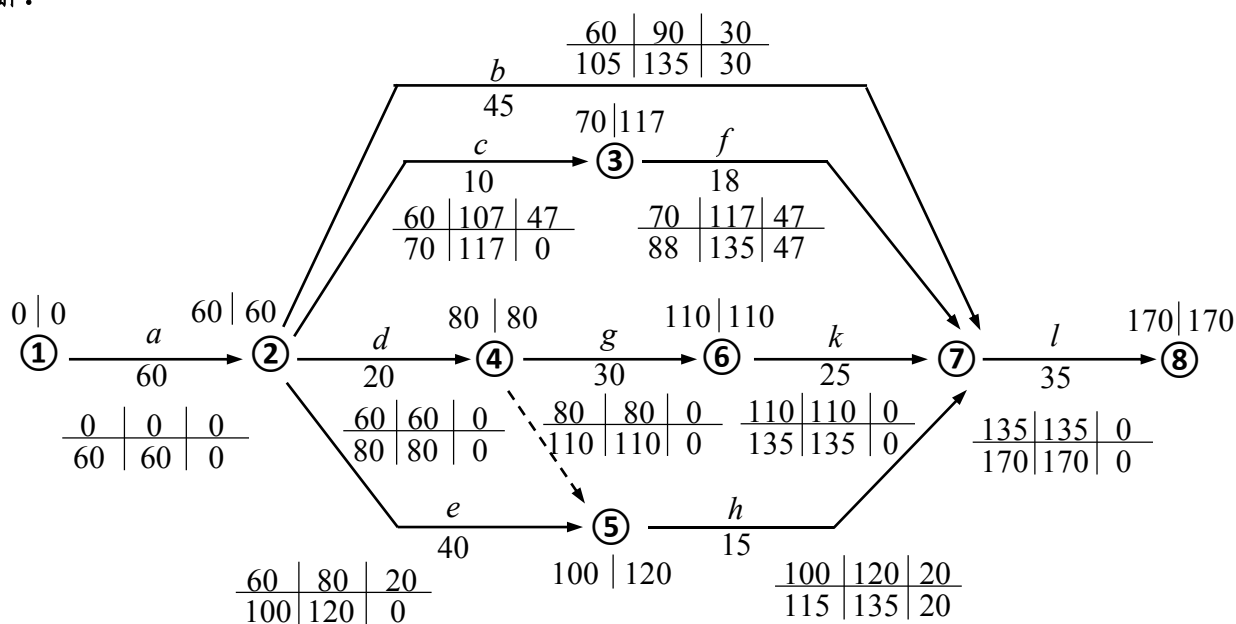 60 | 90 | 30
105 | 135 | 30
b
45
70 | 117
c
③
f
10
18
60 | 107 | 47
70 | 117 | 0
70 | 117 | 47
88 | 135 | 47
0 | 0
60 | 60
80 | 80
110 | 110
170 | 170
① a ② d ④ g ⑥ k ⑦ l ⑧
60 20 30 25 35
0 | 0 | 0
60 | 60 | 0
60 | 60 | 0
80 | 80 | 0
80 | 80 | 0
110 | 110 | 0
110 | 110 | 0
135 | 135 | 0
135 | 135 | 0
170 | 170 | 0
e ⑤ h
40 15
100 | 120
60 | 80 | 20
100 | 120 | 0
100 | 120 | 20
115 | 135 | 20